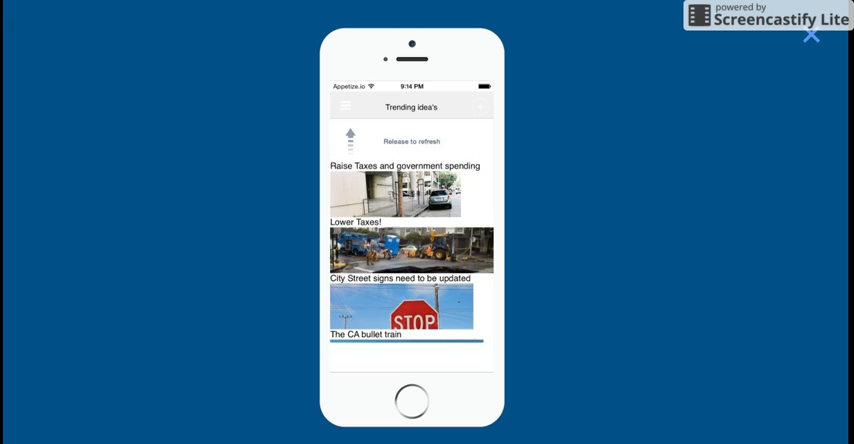 powered by
Screencastify Lite
Appetize.io 9:14 PM
Trending idea's
Release to refresh
Raise Taxes and government spending
Lower Taxes!
City Street signs need to be updated
STOP
The CA bullet train